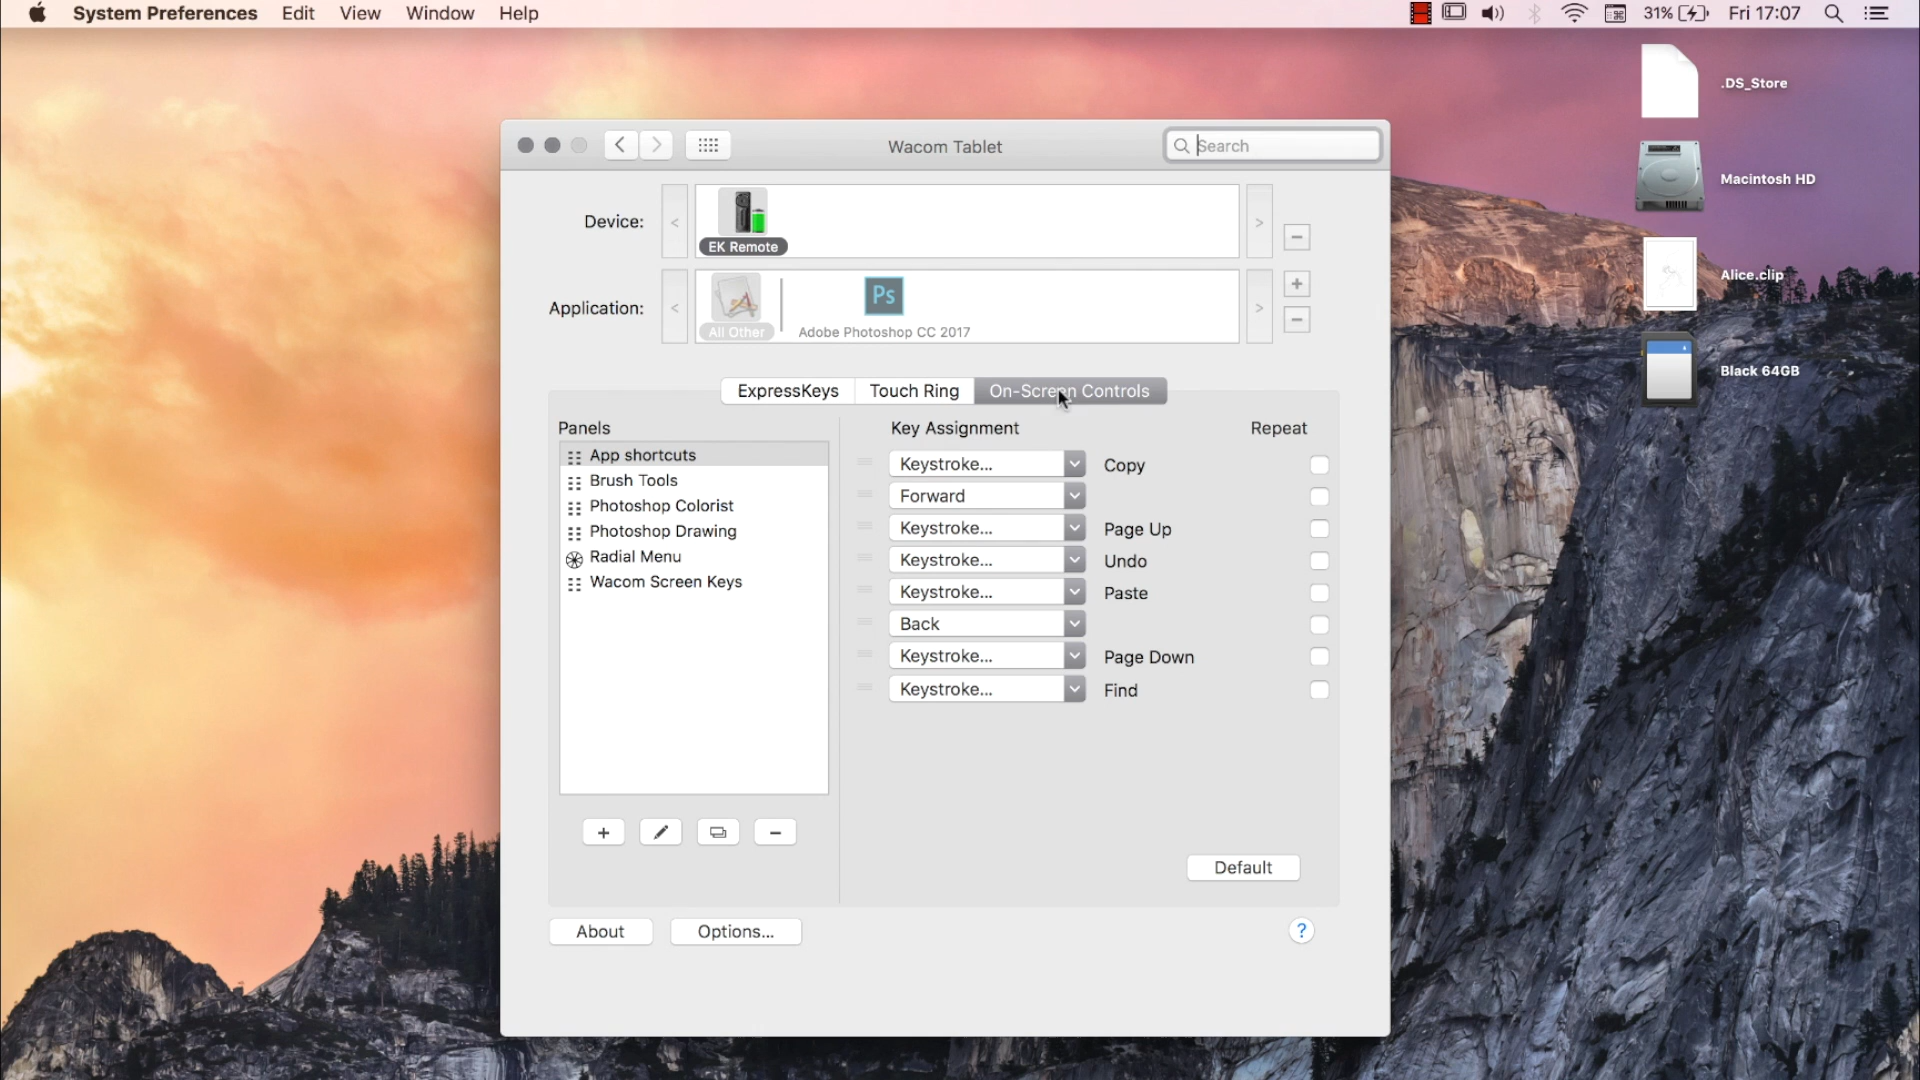 System Preferences Edit View Window Help 31% Fri 17:07
.DS_Store
Wacom Tablet Search
Macintosh HD
Device:
EK Remote
Application:
Ps
All Other Adobe Photoshop CC 2017
Alice.clip
Black 64GB
ExpressKeys Touch Ring On-Screen Controls
Panels Key Assignment Repeat
App shortcuts
Brush Tools
Photoshop Colorist
Photoshop Drawing
Radial Menu
Wacom Screen Keys
Keystroke... Copy
Forward
Keystroke... Page Up
Keystroke... Undo
Keystroke... Paste
Back
Keystroke... Page Down
Keystroke... Find
Default
About Options... ?